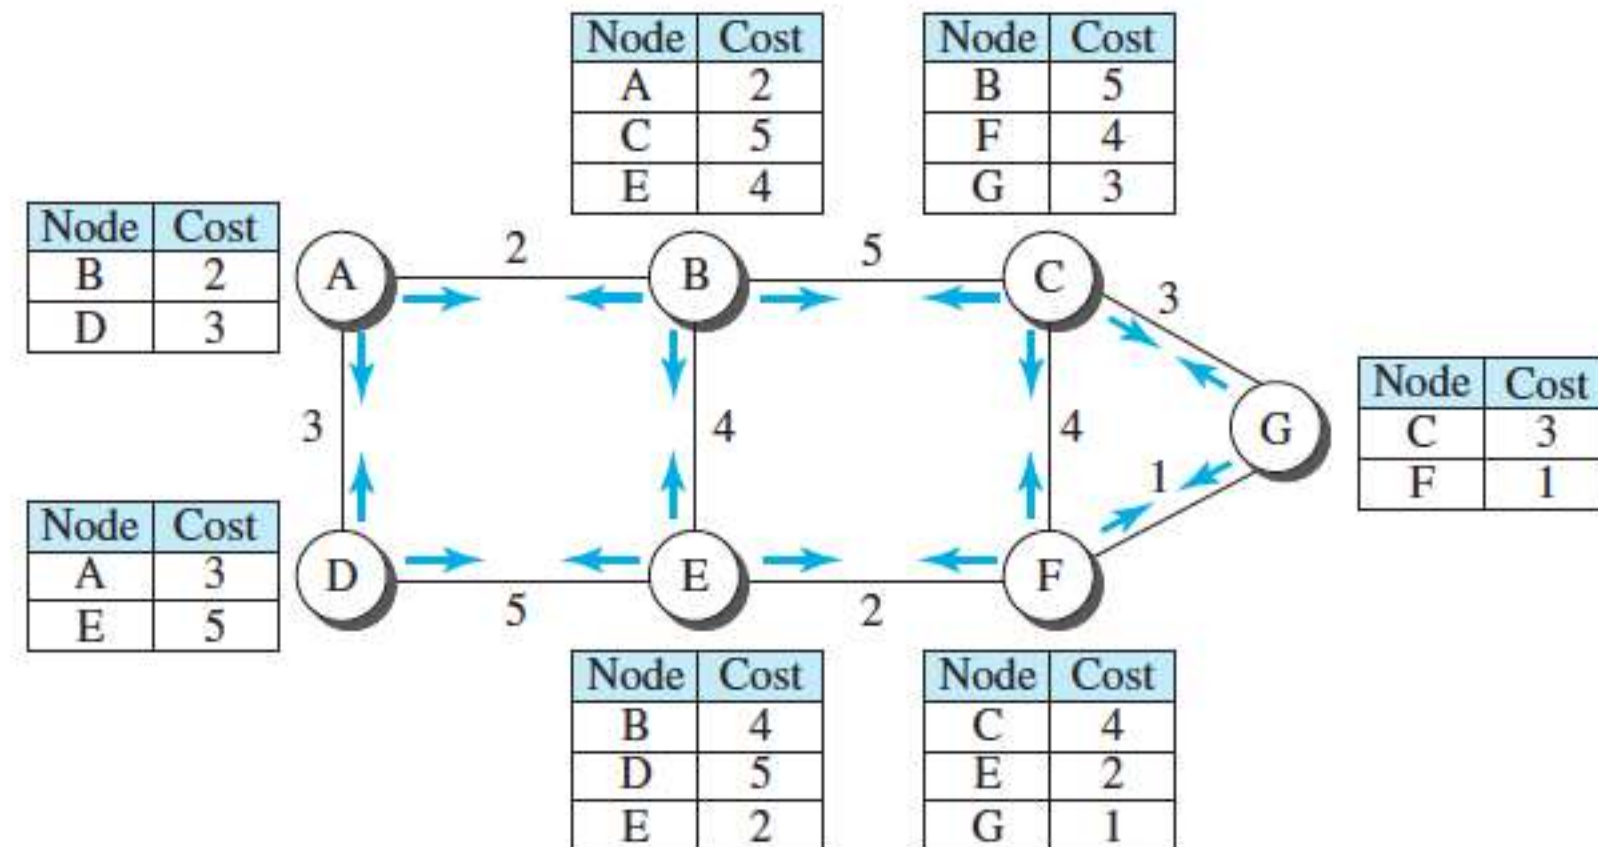 Node Cost
A 2
C 5
E 4
Node Cost
B 5
F 4
G 3
Node Cost
B 2
D 3
A 2 B 5 C
3
3 4 4 G
1
Node Cost
C 3
F 1
Node Cost
A 3
E 5
D 5 E 2 F
Node Cost
B 4
D 5
E 2
Node Cost
C 4
E 2
G 1